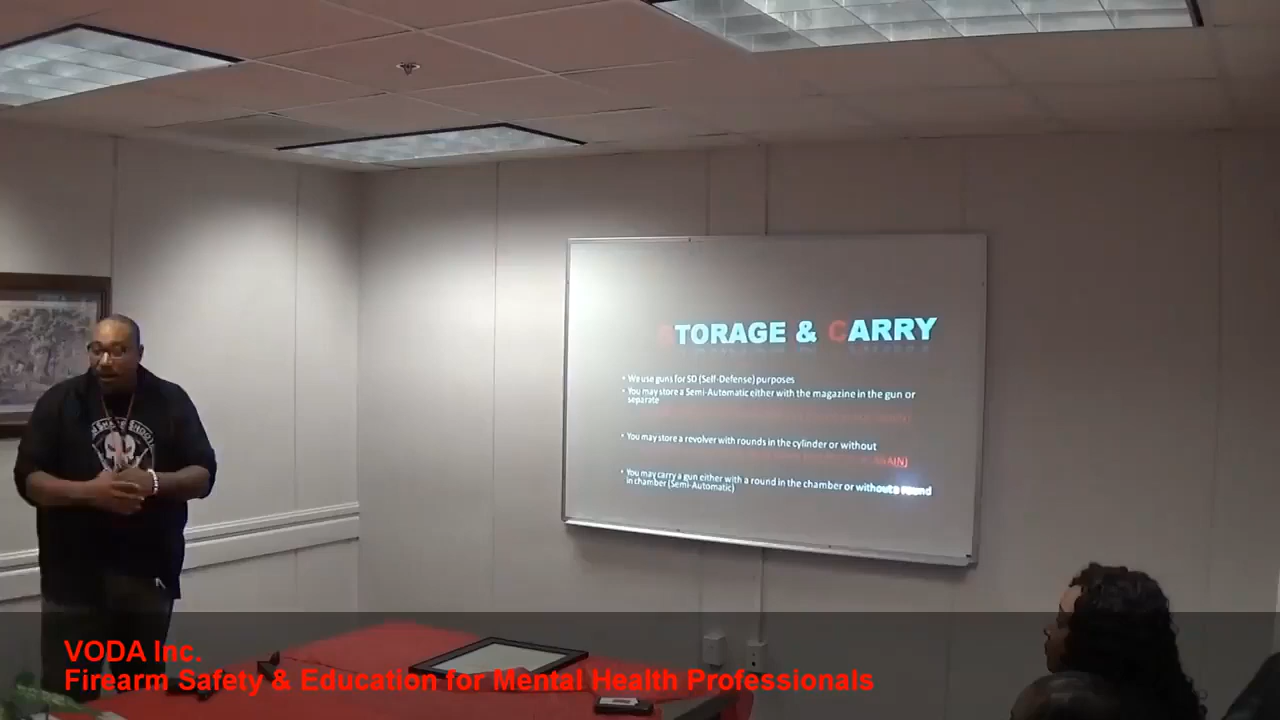 STORAGE & CARRY
• We use guns for SD (Self-Defense) purposes
• You may store a Semi-Automatic either with the magazine in the gun or
separate
• You may store a revolver with rounds in the cylinder or without
• You may carry a gun either with a round in the chamber or without a round
in chamber (Semi-Automatic)
VODA Inc.
Firearm Safety & Education for Mental Health Professionals